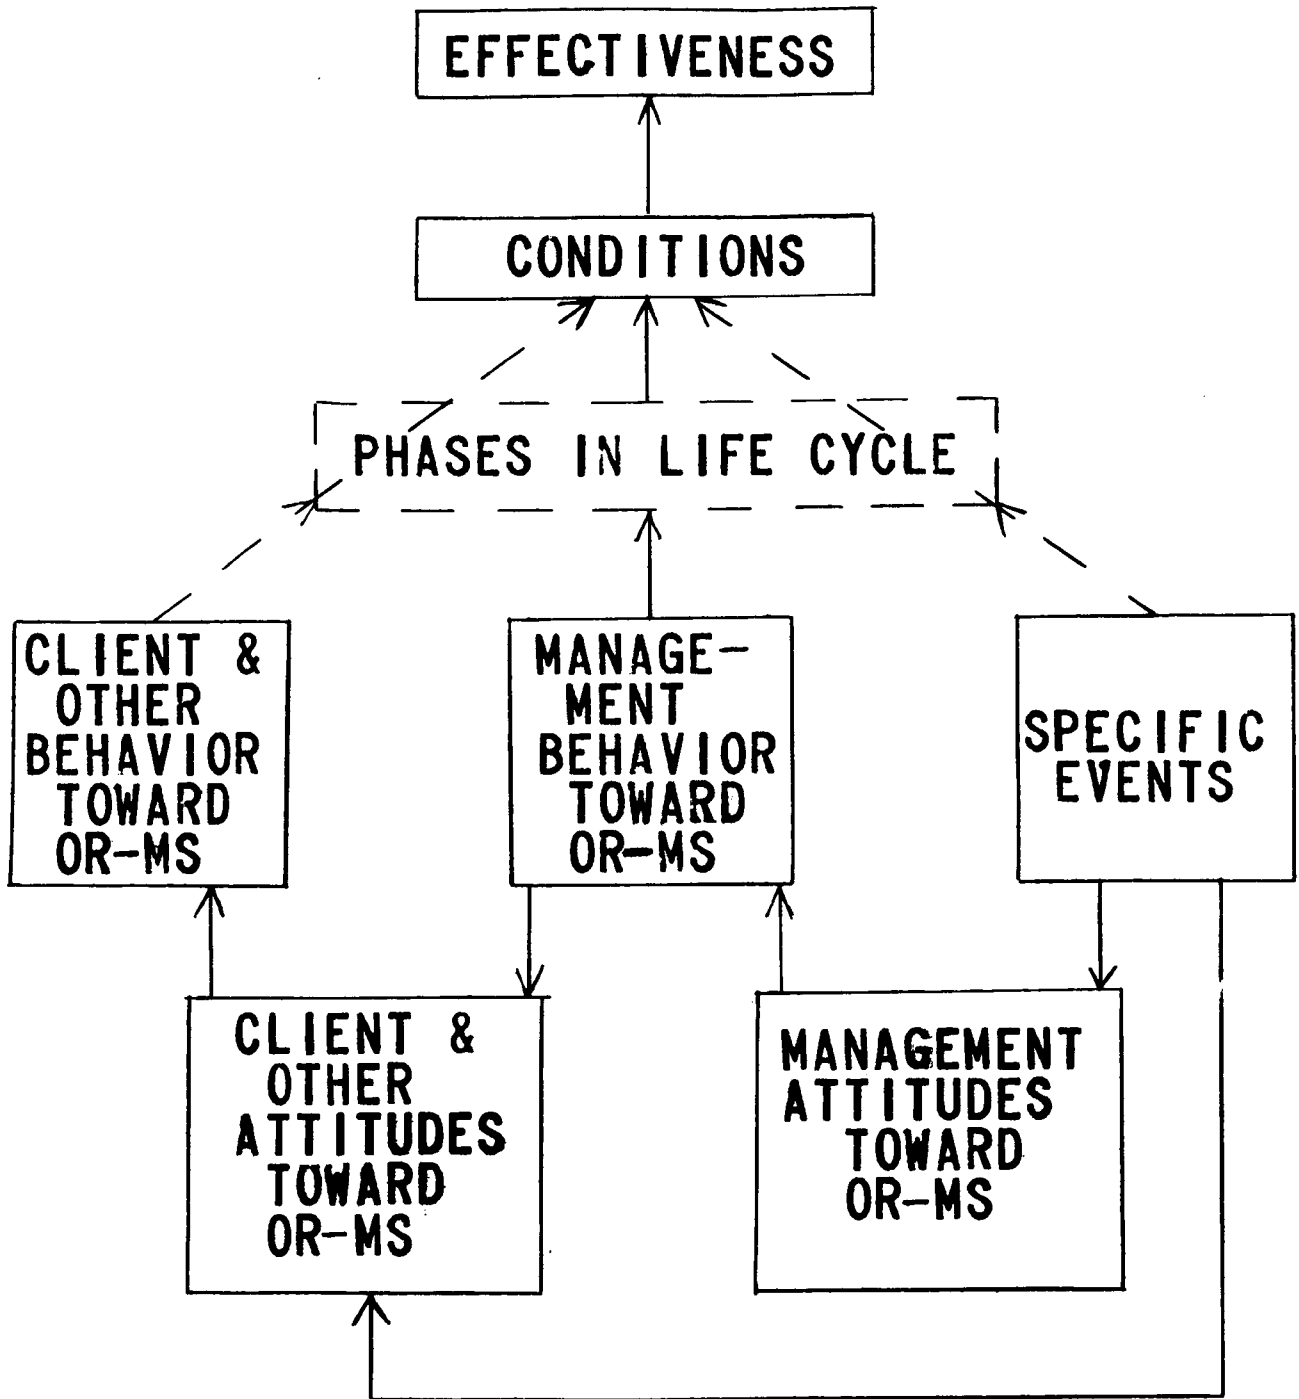 EFFECTIVENESS
CONDITIONS
PHASES IN LIFE CYCLE
CLIENT &
OTHER
BEHAVIOR
TOWARD
OR-MS
MANAGE-
MENT
BEHAVIOR
TOWARD
OR-MS
SPECIFIC
EVENTS
CLIENT &
OTHER
ATTITUDES
TOWARD
OR-MS
MANAGEMENT
ATTITUDES
TOWARD
OR-MS